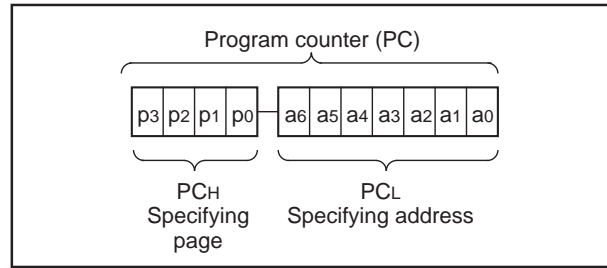 Program counter (PC)
p3 p2 p1 p0 a6 a5 a4 a3 a2 a1 a0
PCH PCL
Specifying Specifying address
page